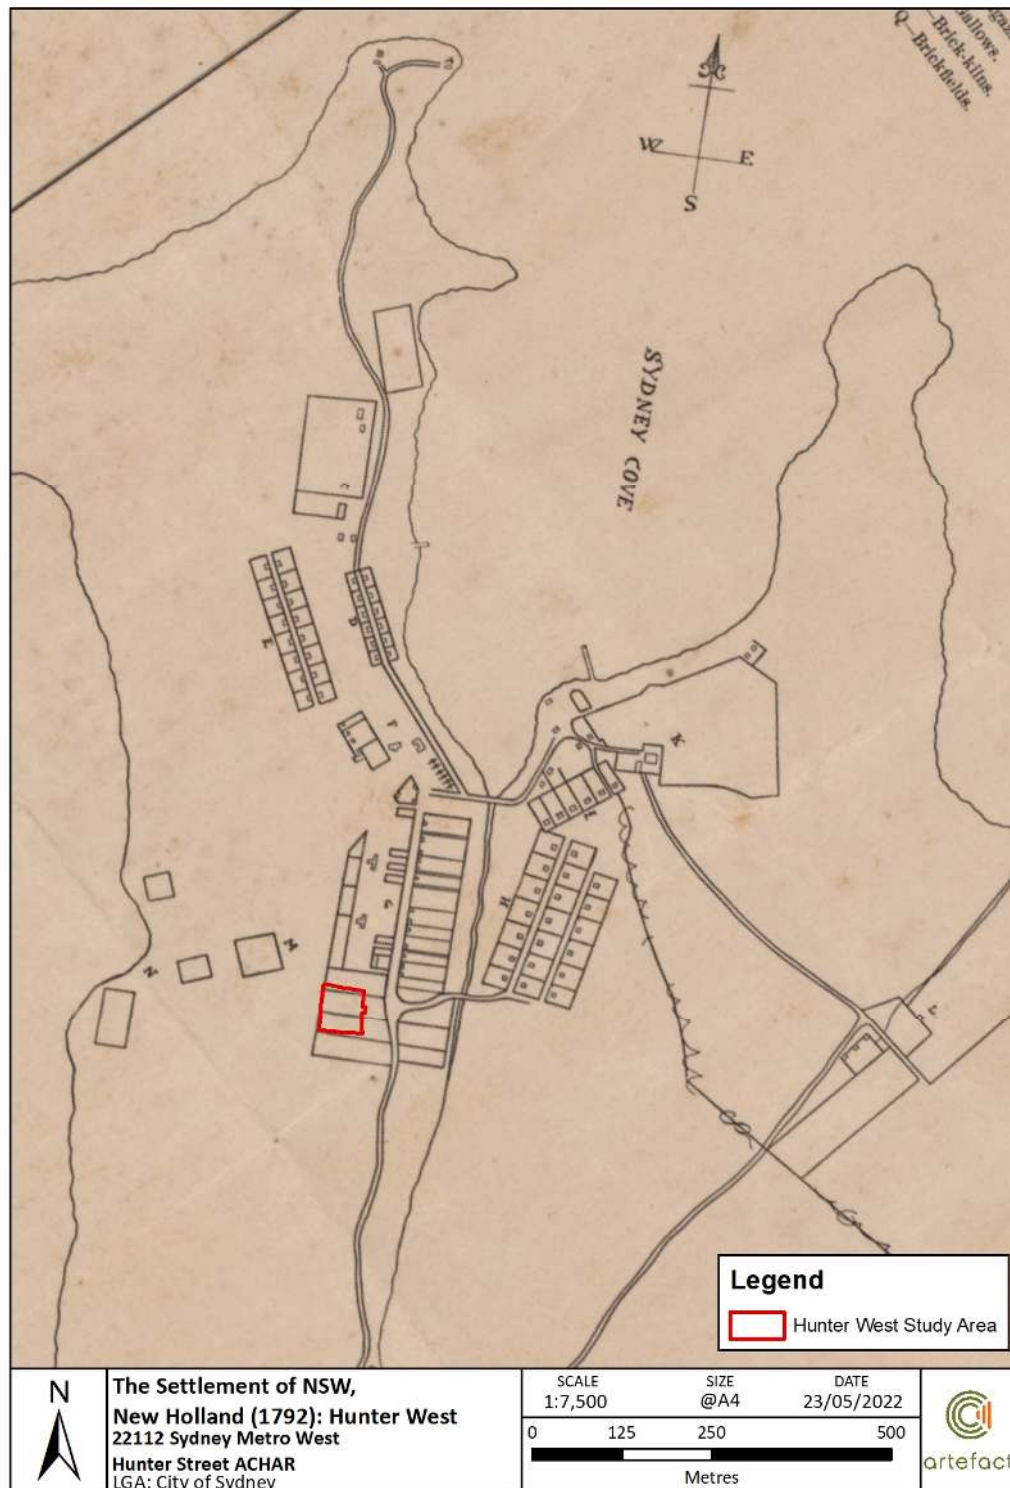 Gallows.
Brick-kilns.
Q—Brickfields.
W
E
S
SYDNEY COVE
E
D
F
K
I
H
G
M
N
L
Legend
Hunter West Study Area
N
The Settlement of NSW,
New Holland (1792): Hunter West
22112 Sydney Metro West
Hunter Street ACHAR
LGA: City of Sydney
SCALE
1:7,500
SIZE
@A4
DATE
23/05/2022
0 125 250 500
Metres
artefact